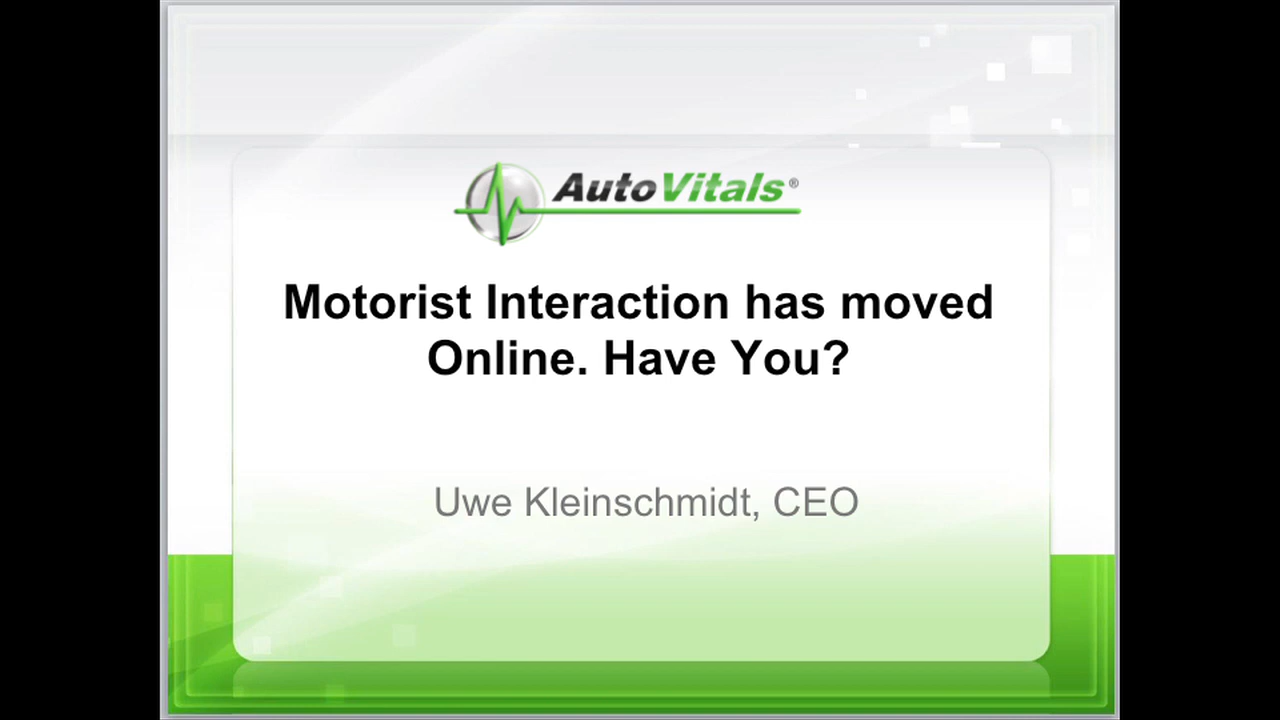 AutoVitals®
Motorist Interaction has moved
Online. Have You?
Uwe Kleinschmidt, CEO